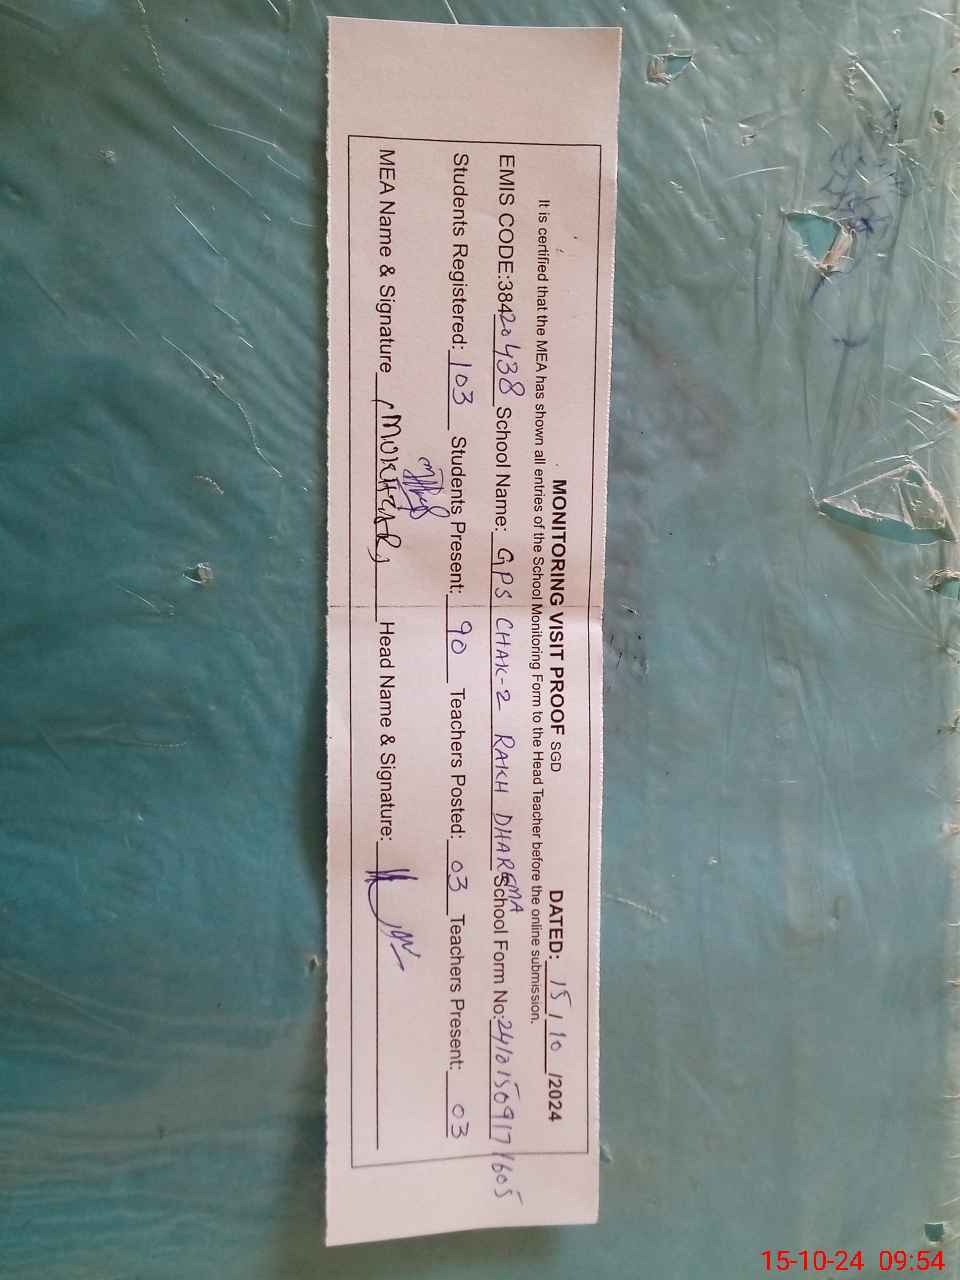 MONITORING VISIT PROOF SGD DATED: 15 / 10 /2024
It is certified that the MEA has shown all entries of the School Monitoring Form to the Head Teacher before the online submission.
EMIS CODE:38420438 School Name: GPS CHAK-2 RAKH DHAREMA School Form No:24101509171605
Students Registered: 103 Students Present: 90 Teachers Posted: 03 Teachers Present: 03
MEA Name & Signature (MUKHTAR) Head Name & Signature:
15-10-24 09:54